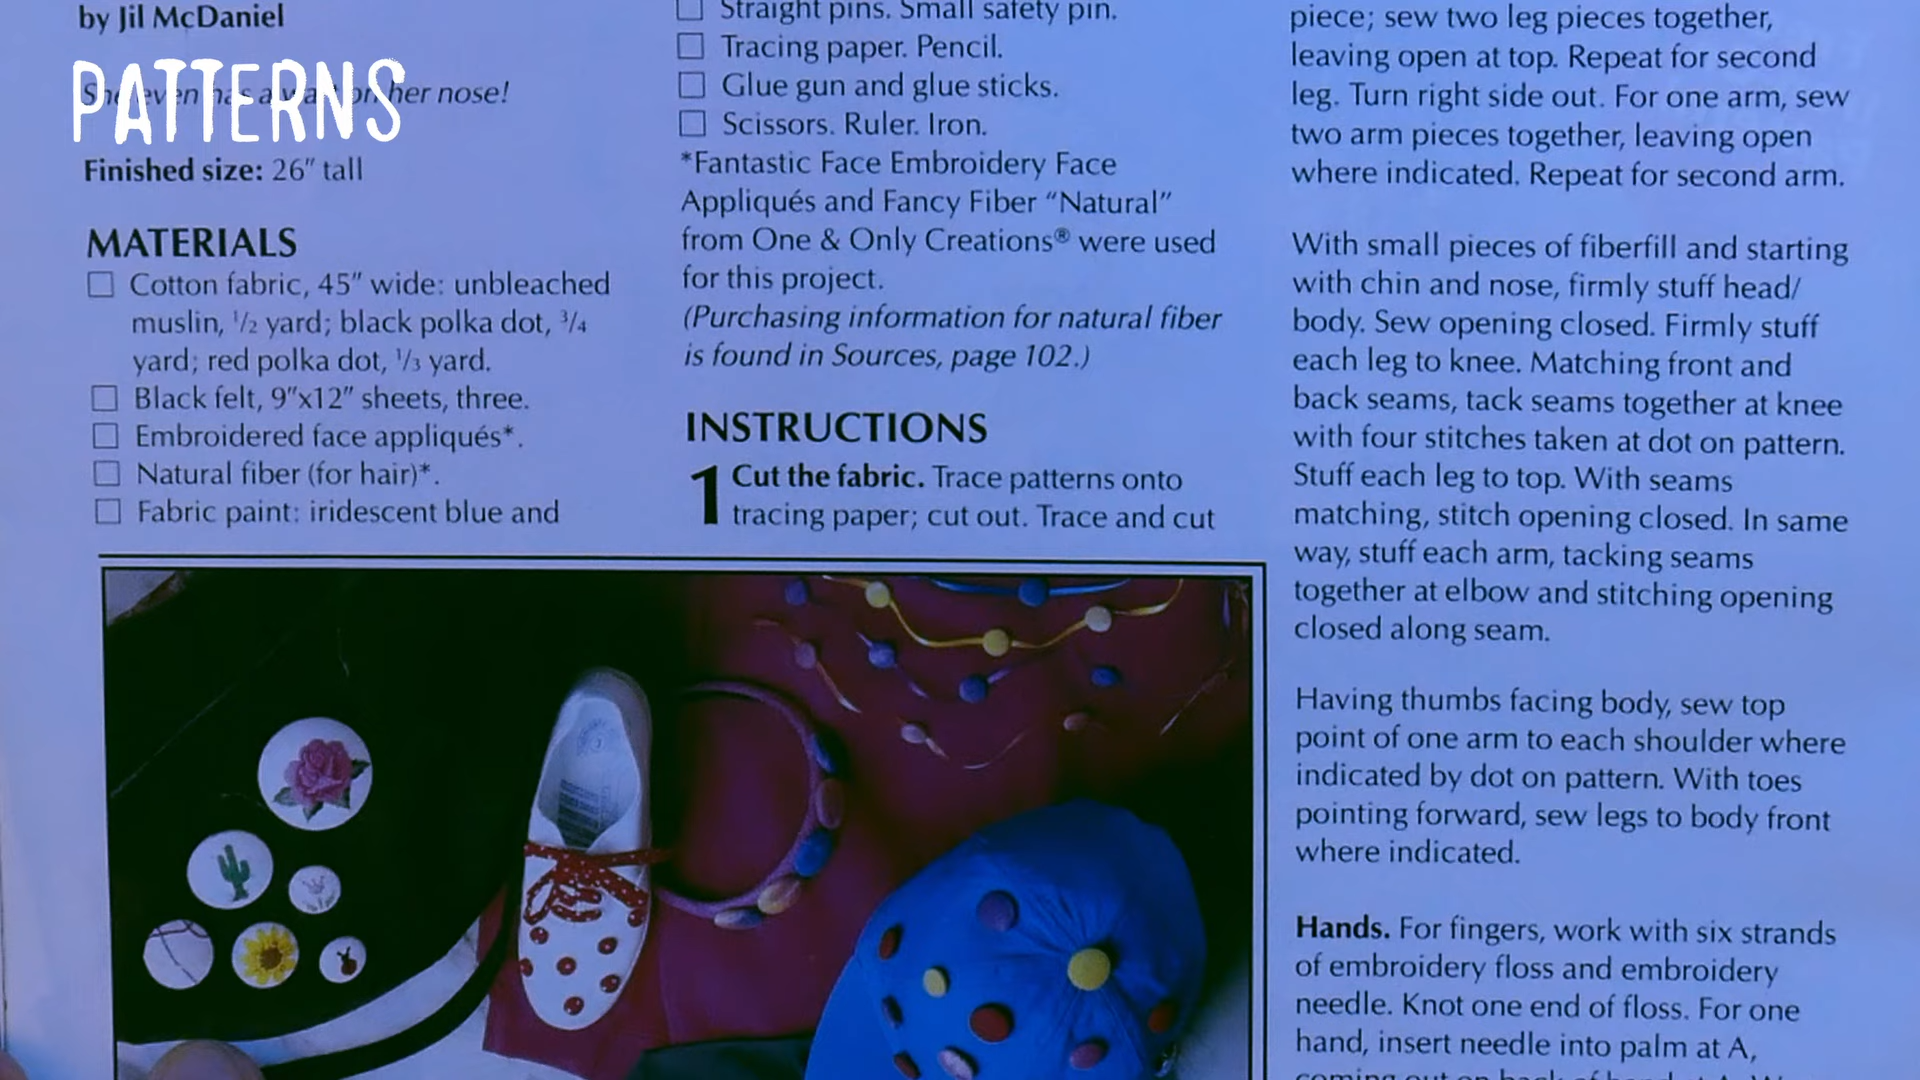 by Jil McDaniel
PATTERNS
She even has a wart on her nose!
Finished size: 26" tall
MATERIALS
☐ Cotton fabric, 45" wide: unbleached
muslin, 1/2 yard; black polka dot, 3/4
yard; red polka dot, 1/3 yard.
☐ Black felt, 9"x12" sheets, three.
☐ Embroidered face appliqués*.
☐ Natural fiber (for hair)*.
☐ Fabric paint: iridescent blue and
☐ Straight pins. Small safety pin.
☐ Tracing paper. Pencil.
☐ Glue gun and glue sticks.
☐ Scissors. Ruler. Iron.
*Fantastic Face Embroidery Face
Appliqués and Fancy Fiber “Natural”
from One & Only Creations® were used
for this project.
(Purchasing information for natural fiber
is found in Sources, page 102.)
INSTRUCTIONS
1 Cut the fabric. Trace patterns onto
tracing paper; cut out. Trace and cut
piece; sew two leg pieces together,
leaving open at top. Repeat for second
leg. Turn right side out. For one arm, sew
two arm pieces together, leaving open
where indicated. Repeat for second arm.
With small pieces of fiberfill and starting
with chin and nose, firmly stuff head/
body. Sew opening closed. Firmly stuff
each leg to knee. Matching front and
back seams, tack seams together at knee
with four stitches taken at dot on pattern.
Stuff each leg to top. With seams
matching, stitch opening closed. In same
way, stuff each arm, tacking seams
together at elbow and stitching opening
closed along seam.
Having thumbs facing body, sew top
point of one arm to each shoulder where
indicated by dot on pattern. With toes
pointing forward, sew legs to body front
where indicated.
Hands. For fingers, work with six strands
of embroidery floss and embroidery
needle. Knot one end of floss. For one
hand, insert needle into palm at A,